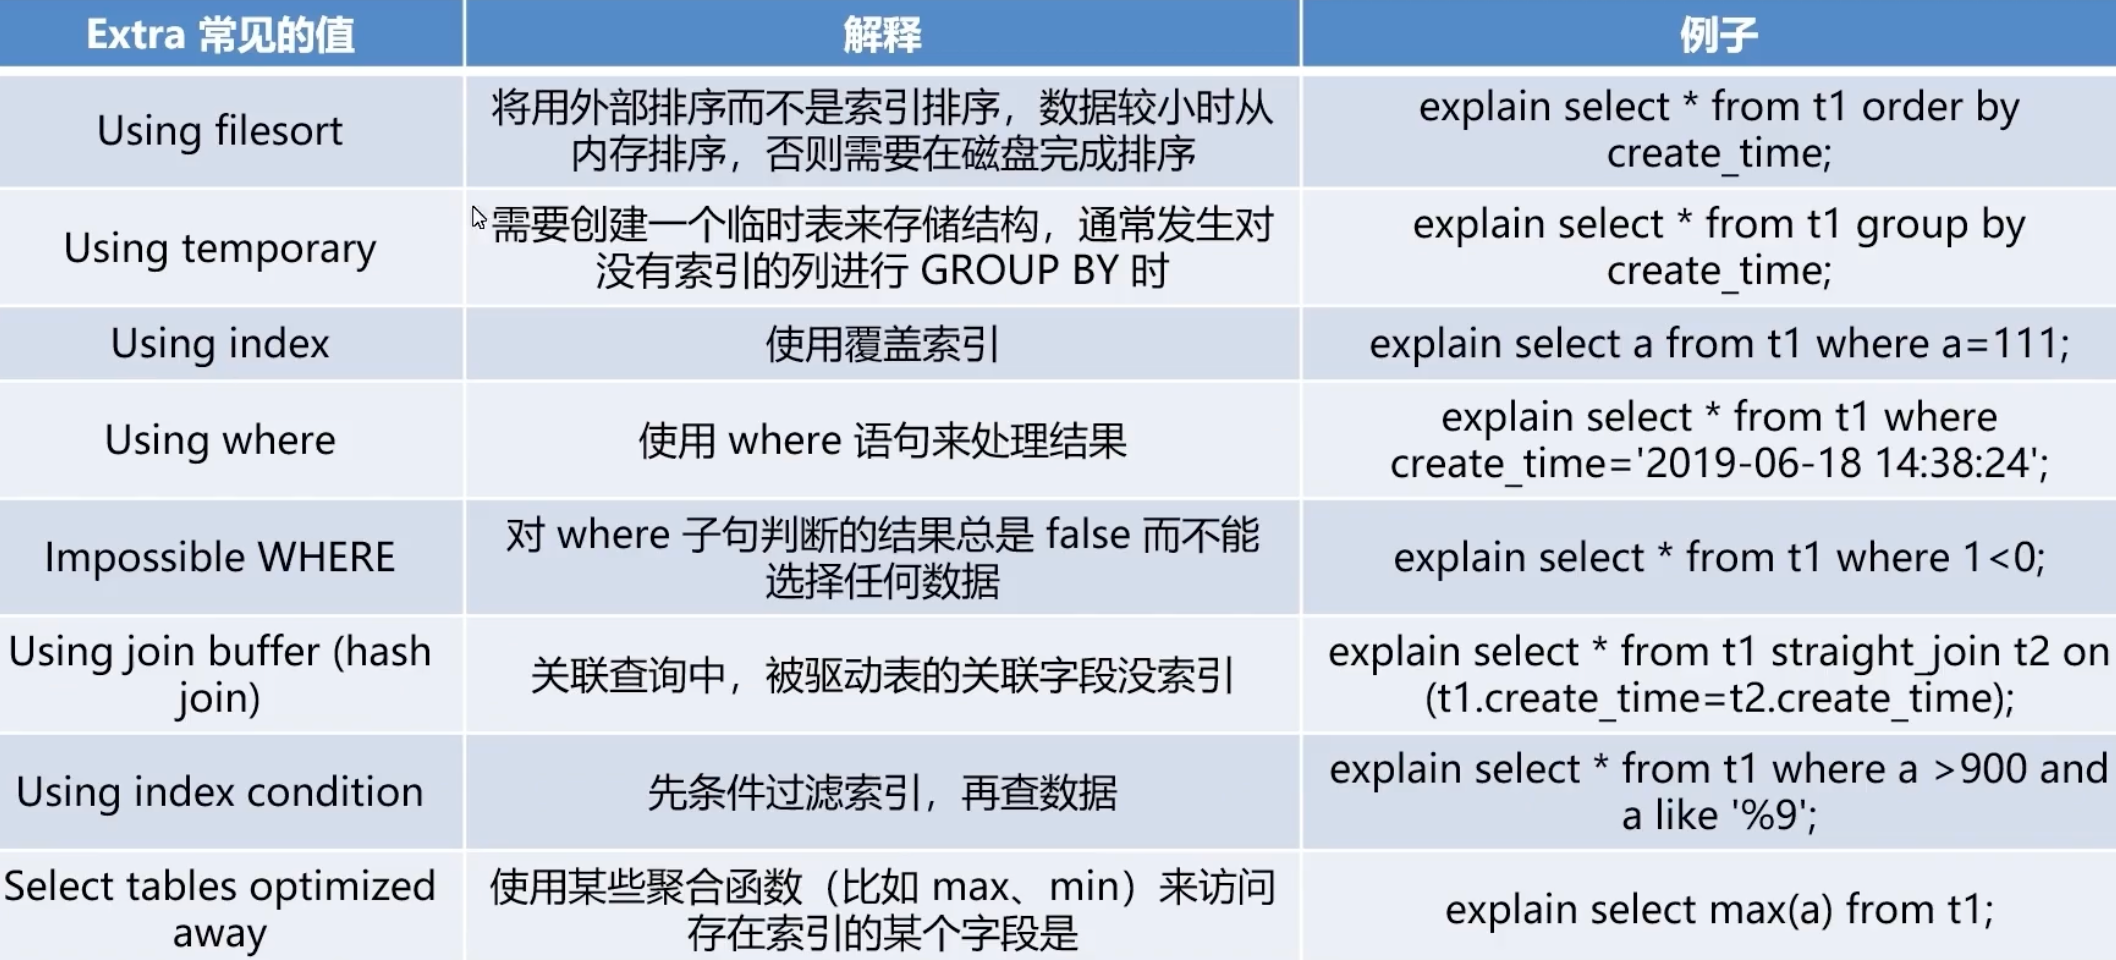 Extra 常见的值
解释
例子
Using filesort
将用外部排序而不是索引排序，数据较小时从
内存排序，否则需要在磁盘完成排序
explain select * from t1 order by
create_time;
Using temporary
需要创建一个临时表来存储结构，通常发生对
没有索引的列进行 GROUP BY 时
explain select * from t1 group by
create_time;
Using index
使用覆盖索引
explain select a from t1 where a=111;
Using where
使用 where 语句来处理结果
explain select * from t1 where
create_time='2019-06-18 14:38:24';
Impossible WHERE
对 where 子句判断的结果总是 false 而不能
选择任何数据
explain select * from t1 where 1<0;
Using join buffer (hash
join)
关联查询中，被驱动表的关联字段没索引
explain select * from t1 straight_join t2 on
(t1.create_time=t2.create_time);
Using index condition
先条件过滤索引，再查数据
explain select * from t1 where a >900 and
a like '%9';
Select tables optimized
away
使用某些聚合函数（比如 max、min）来访问
存在索引的某个字段是
explain select max(a) from t1;